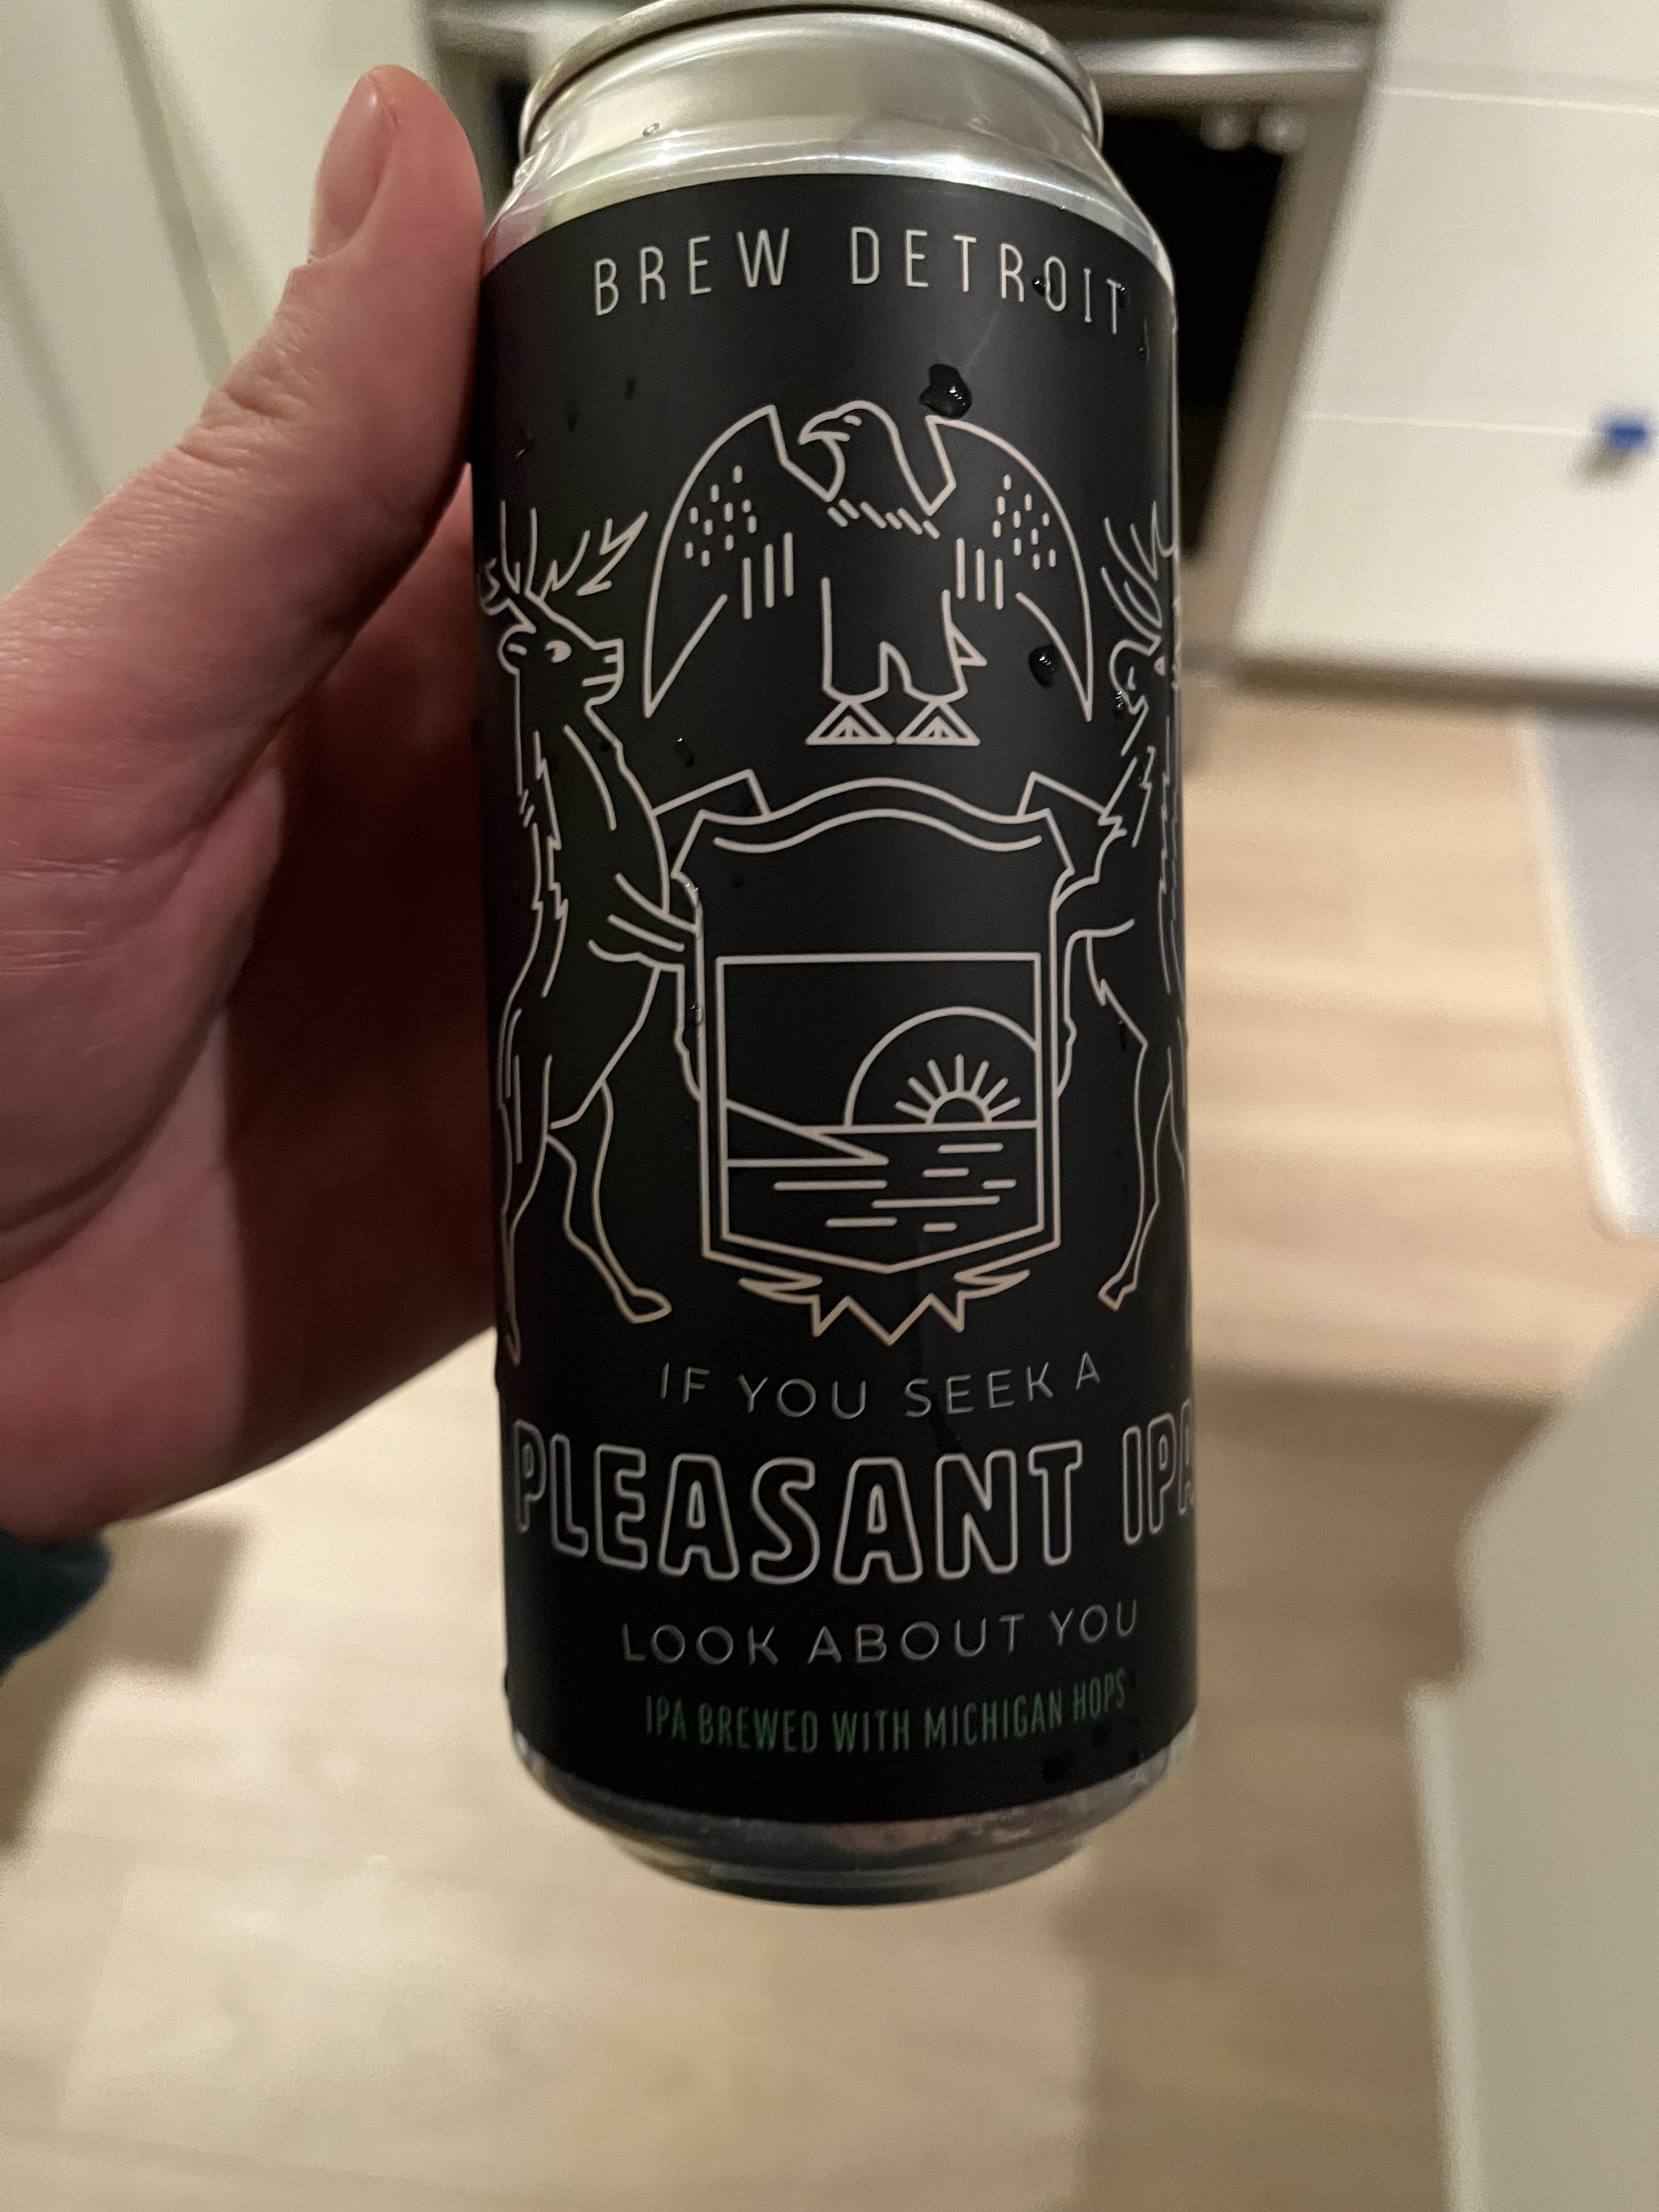 BREW DETROIT
IF YOU SEEK A
PLEASANT IPA
LOOK ABOUT YOU
IPA BREWED WITH MICHIGAN HOPS